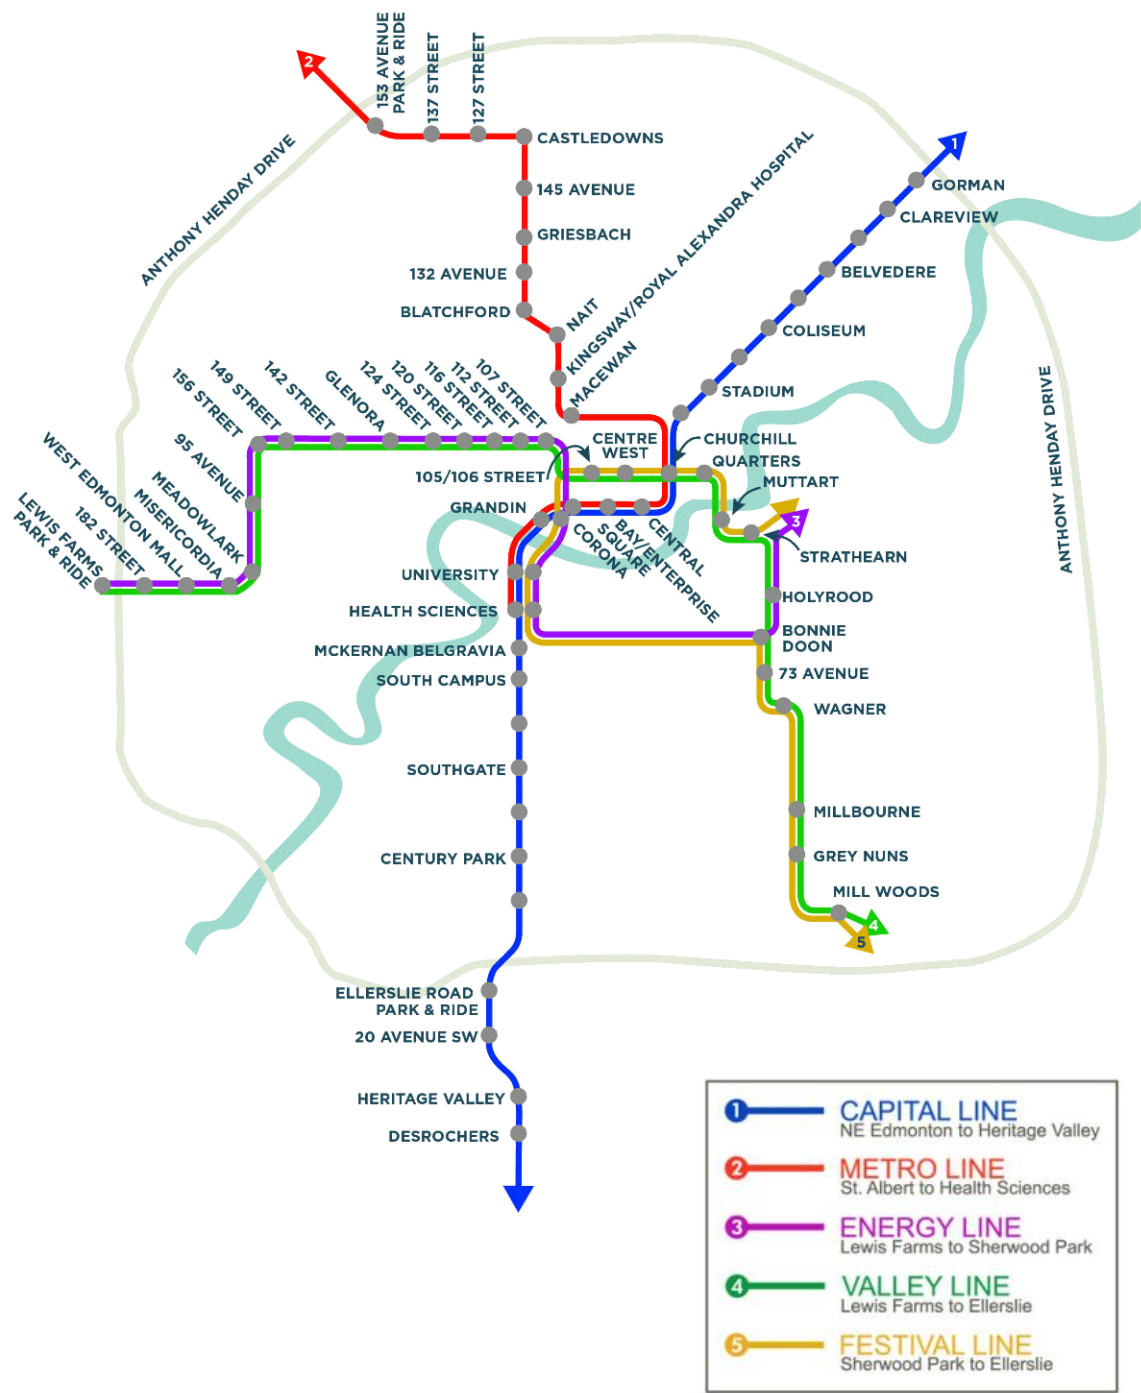 2
153 AVENUE
PARK & RIDE
137 STREET
127 STREET
CASTLEDOWNS
145 AVENUE
GRIESBACH
132 AVENUE
BLATCHFORD
NAIT
KINGSWAY/ROYAL ALEXANDRA HOSPITAL
MACEWAN
ANTHONY HENDAY DRIVE
1
GORMAN
CLAREVIEW
BELVEDERE
COLISEUM
STADIUM
CHURCHILL
QUARTERS
MUTTART
3
STRATHEARN
ANTHONY HENDAY DRIVE
107 STREET
112 STREET
116 STREET
120 STREET
124 STREET
GLENORA
142 STREET
149 STREET
156 STREET
95 AVENUE
MEADOWLARK
MISERICORDIA
WEST EDMONTON MALL
182 STREET
LEWIS FARMS
PARK & RIDE
CENTRE
WEST
105/106 STREET
GRANDIN
CORONA
BAY/ENTERPRISE
SQUARE
CENTRAL
UNIVERSITY
HEALTH SCIENCES
MCKERNAN BELGRAVIA
SOUTH CAMPUS
SOUTHGATE
CENTURY PARK
HOLYROOD
BONNIE
DOON
73 AVENUE
WAGNER
MILLBOURNE
GREY NUNS
MILL WOODS
4
5
ELLERSLIE ROAD
PARK & RIDE
20 AVENUE SW
HERITAGE VALLEY
DESROCHERS
1 CAPITAL LINE
NE Edmonton to Heritage Valley
2 METRO LINE
St. Albert to Health Sciences
3 ENERGY LINE
Lewis Farms to Sherwood Park
4 VALLEY LINE
Lewis Farms to Ellerslie
5 FESTIVAL LINE
Sherwood Park to Ellerslie